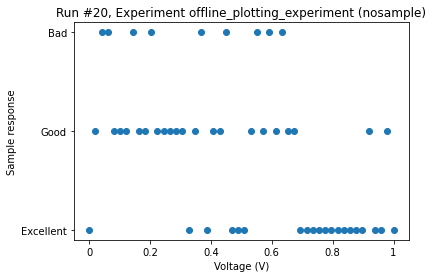 Run #20, Experiment offline_plotting_experiment (nosample)
Bad
Good
Excellent
Sample response
0 0.2 0.4 0.6 0.8 1
Voltage (V)